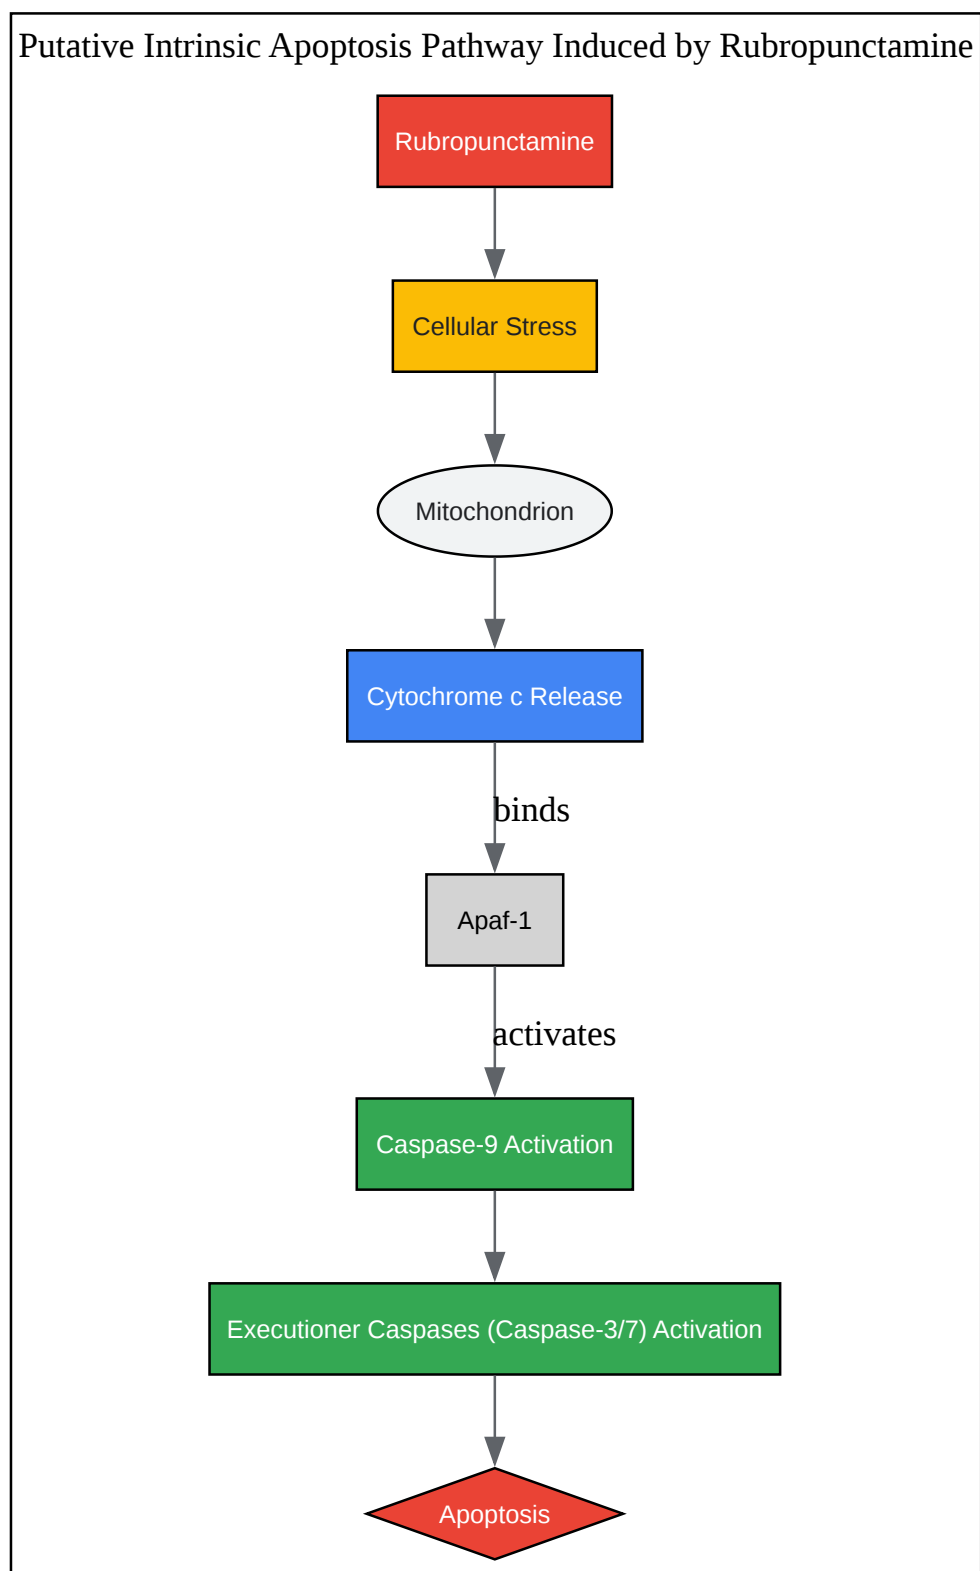 Putative Intrinsic Apoptosis Pathway Induced by Rubropunctamine
Rubropunctamine
Cellular Stress
Mitochondrion
Cytochrome c Release
binds
Apaf-1
activates
Caspase-9 Activation
Executioner Caspases (Caspase-3/7) Activation
Apoptosis